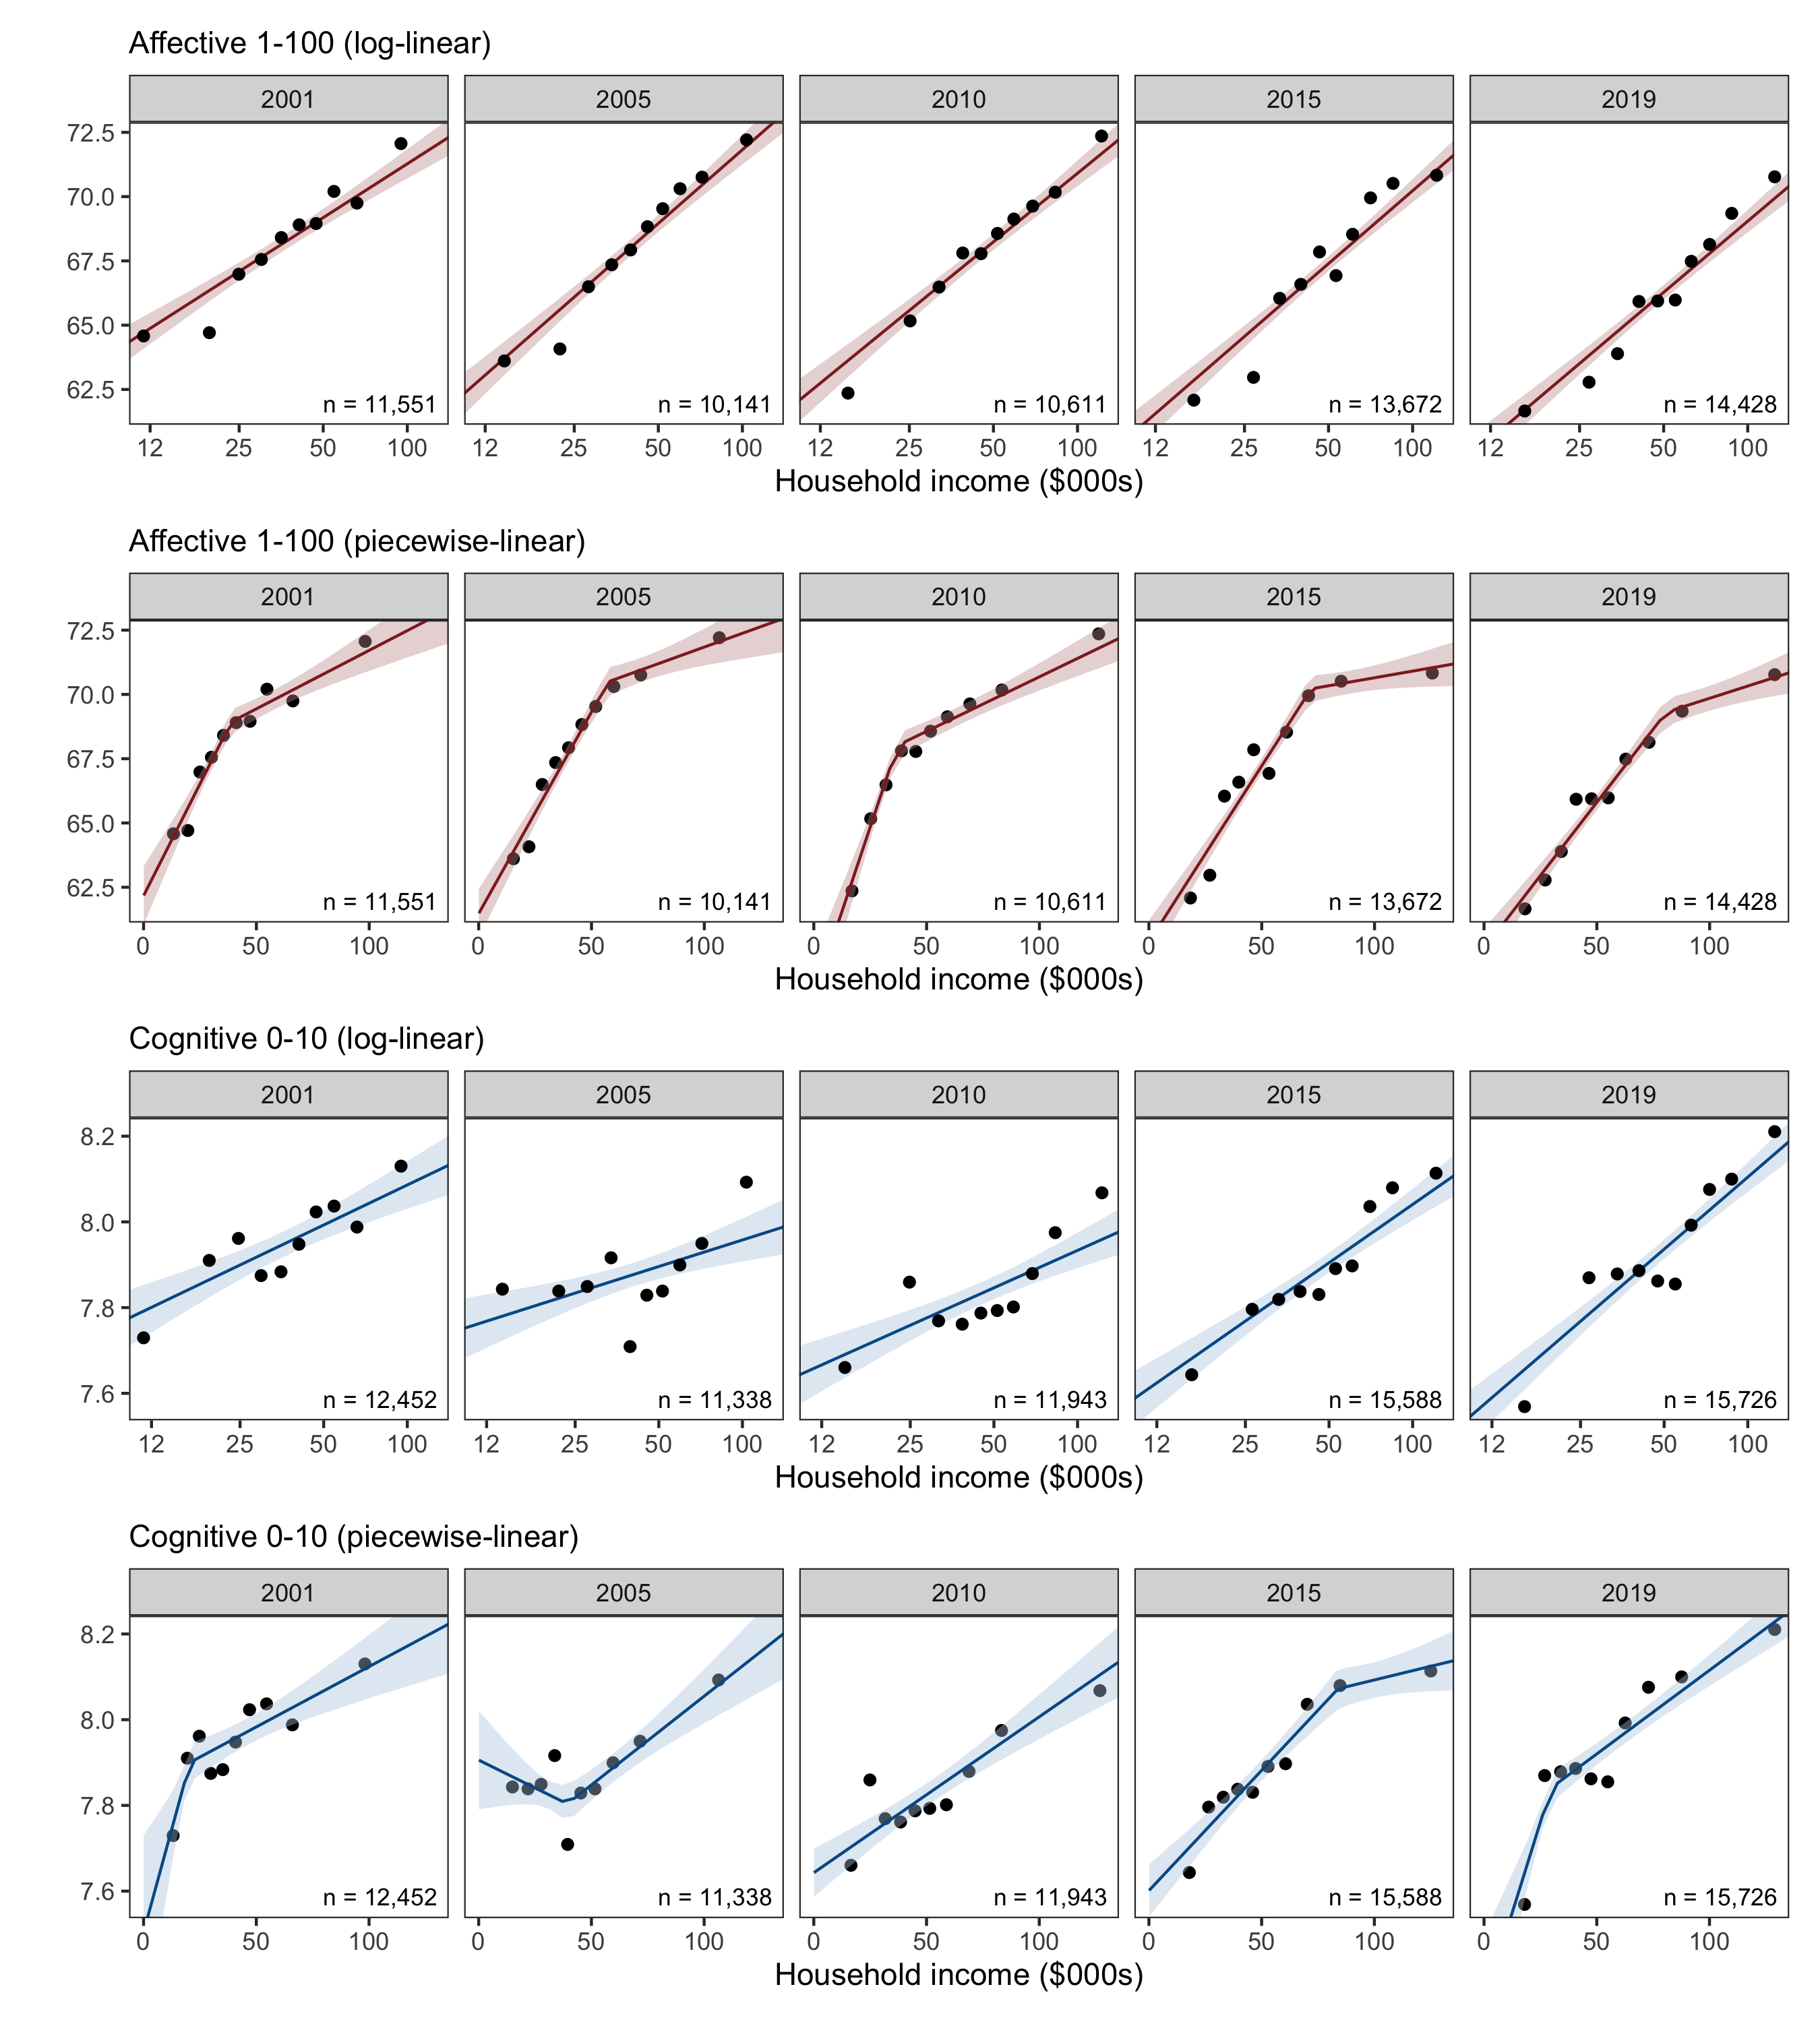 Affective 1-100 (log-linear)
2001 2005 2010 2015 2019
72.5
70.0
67.5
65.0
62.5
n = 11,551 n = 10,141 n = 10,611 n = 13,672 n = 14,428
12 25 50 100 12 25 50 100 12 25 50 100 12 25 50 100 12 25 50 100
Household income ($000s)
Affective 1-100 (piecewise-linear)
2001 2005 2010 2015 2019
72.5
70.0
67.5
65.0
62.5
n = 11,551 n = 10,141 n = 10,611 n = 13,672 n = 14,428
0 50 100 0 50 100 0 50 100 0 50 100 0 50 100
Household income ($000s)
Cognitive 0-10 (log-linear)
2001 2005 2010 2015 2019
8.2
8.0
7.8
7.6
n = 12,452 n = 11,338 n = 11,943 n = 15,588 n = 15,726
12 25 50 100 12 25 50 100 12 25 50 100 12 25 50 100 12 25 50 100
Household income ($000s)
Cognitive 0-10 (piecewise-linear)
2001 2005 2010 2015 2019
8.2
8.0
7.8
7.6
n = 12,452 n = 11,338 n = 11,943 n = 15,588 n = 15,726
0 50 100 0 50 100 0 50 100 0 50 100 0 50 100
Household income ($000s)